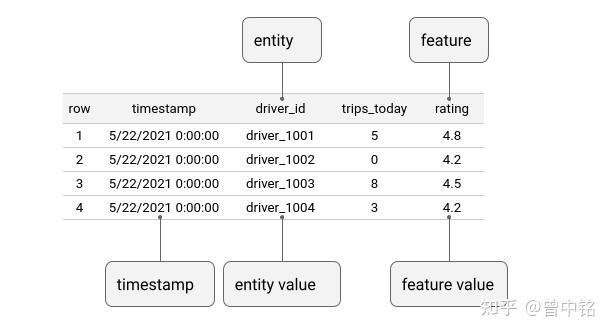 entity feature
row timestamp driver_id trips_today rating
1 5/22/2021 0:00:00 driver_1001 5 4.8
2 5/22/2021 0:00:00 driver_1002 0 4.2
3 5/22/2021 0:00:00 driver_1003 8 4.5
4 5/22/2021 0:00:00 driver_1004 3 4.2
timestamp entity value feature value
知乎 @曾中铭